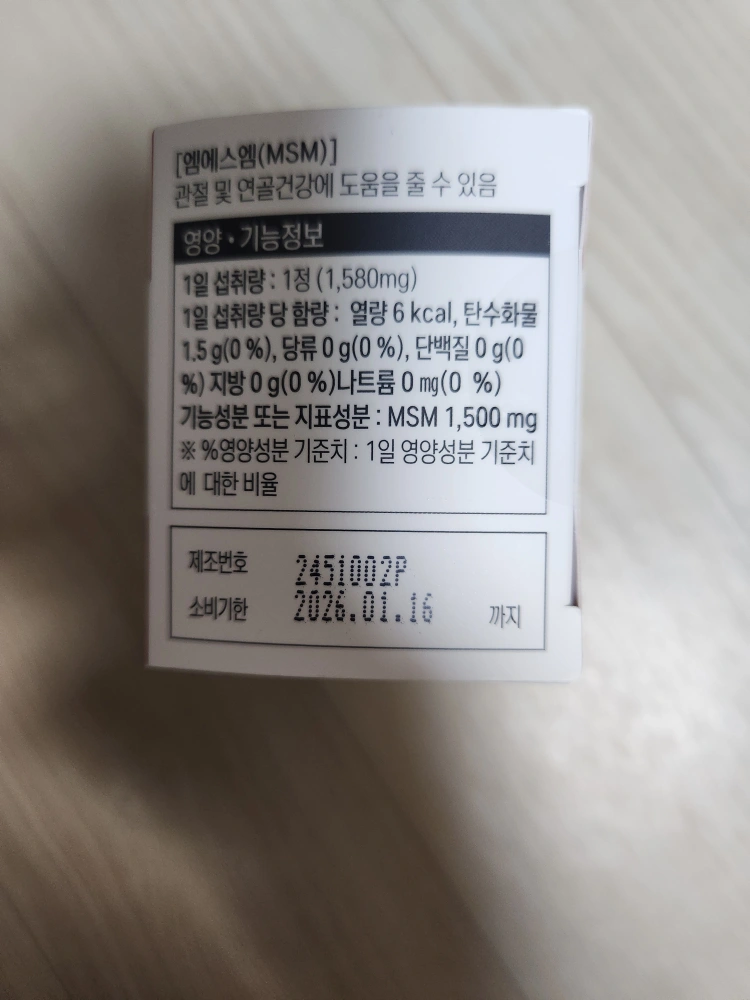 [엠에스엠(MSM)]
관절 및 연골건강에 도움을 줄 수 있음
영양·기능정보
1일 섭취량 : 1정 (1,580mg)
1일 섭취량 당 함량 : 열량 6 kcal, 탄수화물
1.5 g(0 %), 당류 0 g(0 %), 단백질 0 g(0
%) 지방 0 g(0 %)나트륨 0 mg(0 %)
기능성분 또는 지표성분 : MSM 1,500 mg
※ %영양성분 기준치 : 1일 영양성분 기준치
에 대한 비율
제조번호 2451002P
소비기한 2026.01.16 까지